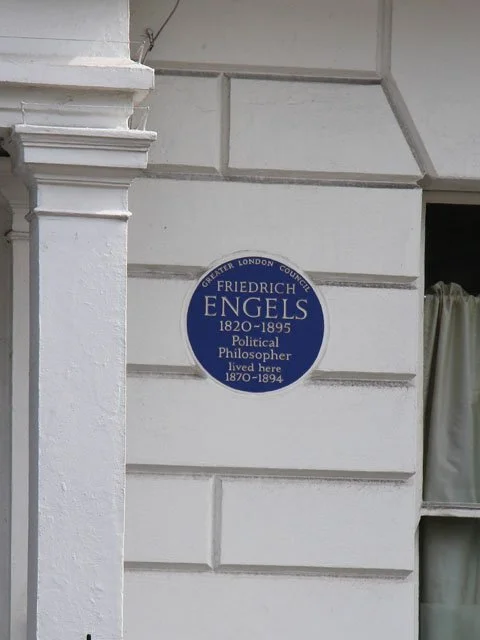 GREATER LONDON COUNCIL
FRIEDRICH
ENGELS
1820-1895
Political
Philosopher
lived here
1870-1894